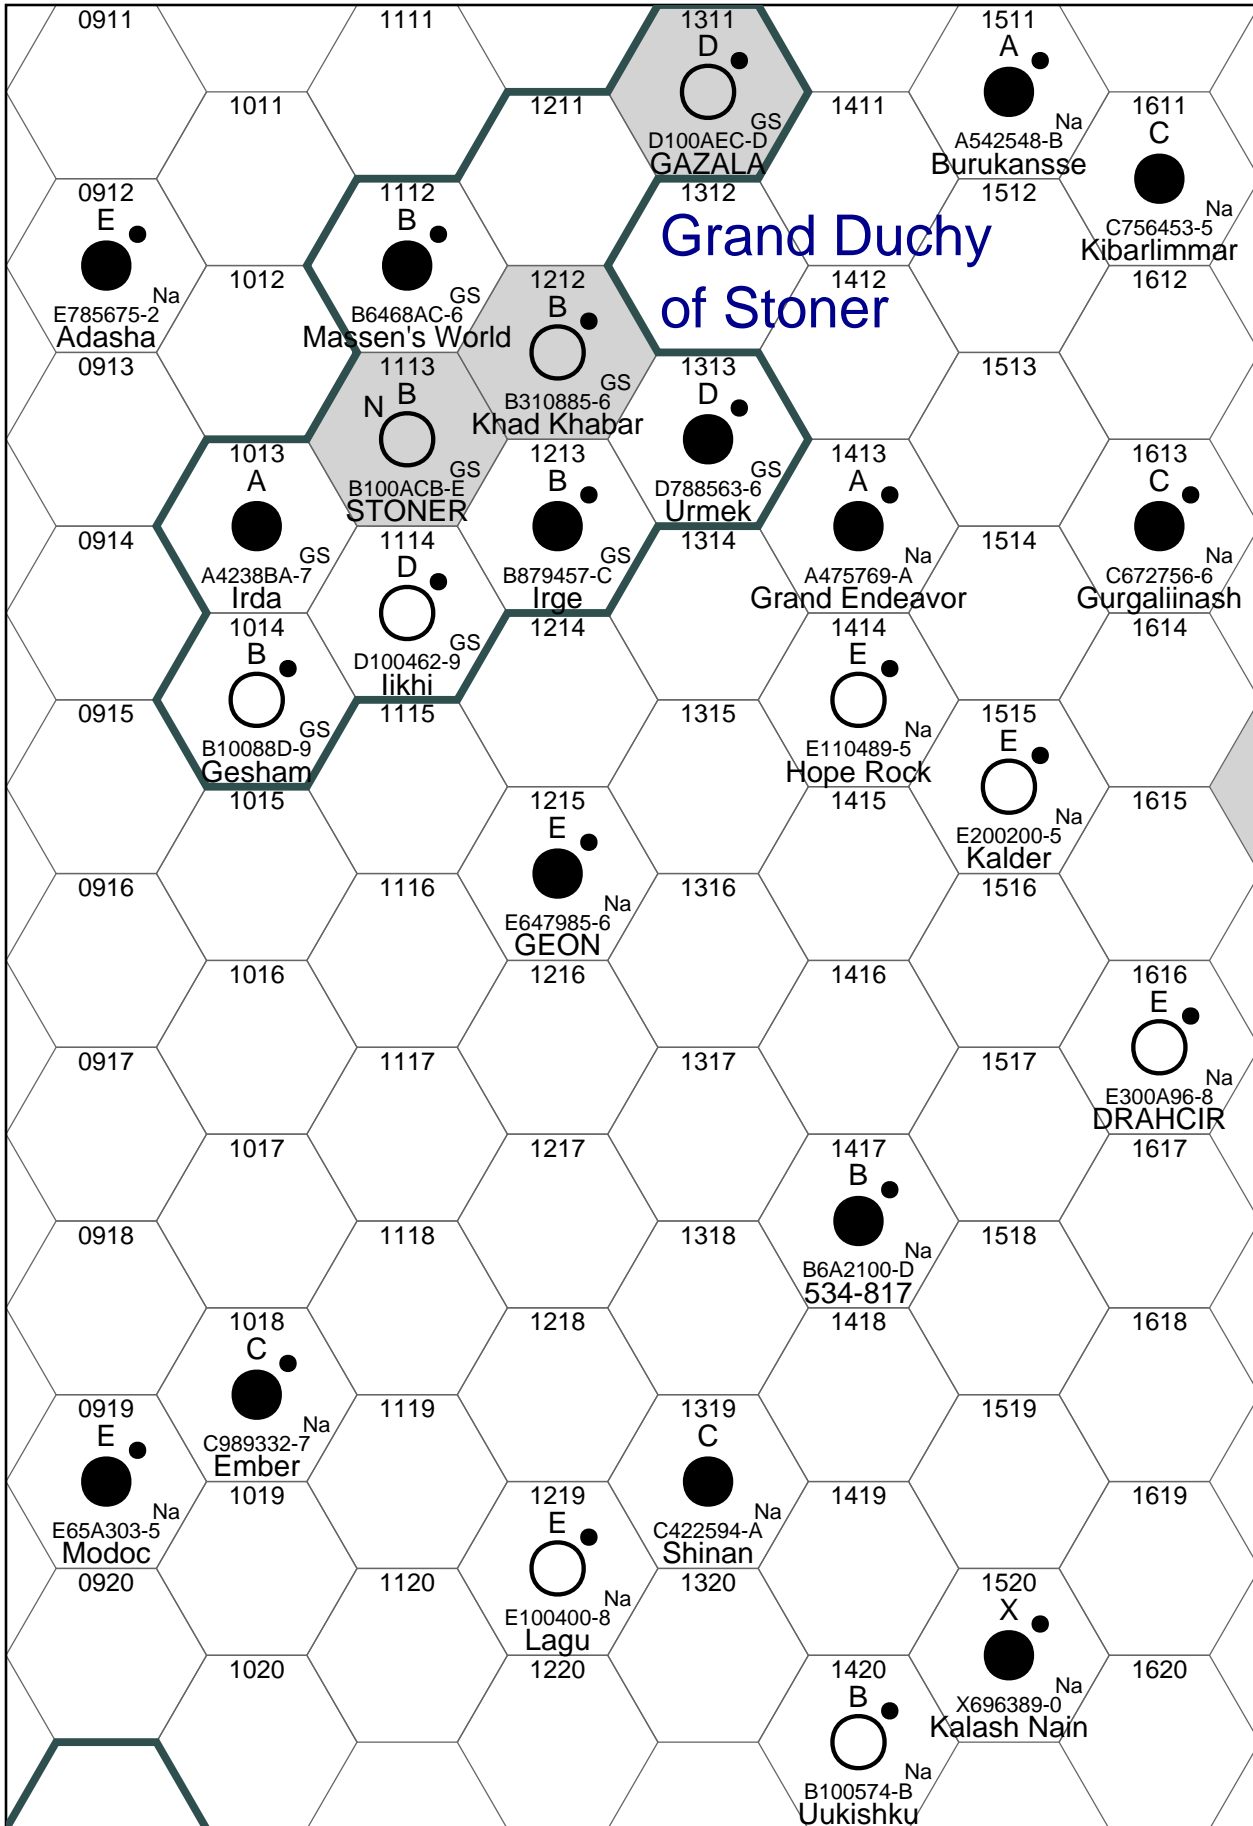 0911
1111
1311
D
GS
D100AEC-D
GAZALA
1511
A
Na
A542548-B
Burukansse
1011
1211
1411
1611
C
Na
C756453-5
Kibarlimmar
0912
E
Na
E785675-2
Adasha
1112
B
GS
B6468AC-6
Massen's World
1312
Grand Duchy
of Stoner
1512
1012
1212
B
GS
B310885-6
Khad Khabar
1412
1612
0913
1113
N B
GS
B100ACB-E
STONER
1313
D
GS
D788563-6
Urmek
1513
1013
A
GS
A4238BA-7
Irda
1213
B
GS
B879457-C
Irge
1413
A
Na
A475769-A
Grand Endeavor
1613
C
Na
C672756-6
Gurgaliinash
0914
1114
D
GS
D100462-9
Iikhi
1314
1514
1014
B
GS
B10088D-9
Gesham
1214
1414
E
Na
E110489-5
Hope Rock
1614
0915
1115
1315
1515
E
Na
E200200-5
Kalder
1015
1215
E
Na
E647985-6
GEON
1415
1615
0916
1116
1316
1516
1016
1216
1416
1616
E
Na
E300A96-8
DRAHCIR
0917
1117
1317
1517
1017
1217
1417
B
Na
B6A2100-D
534-817
1617
0918
1118
1318
1518
1018
C
Na
C989332-7
Ember
1218
1418
1618
0919
E
Na
E65A303-5
Modoc
1119
1319
C
Na
C422594-A
Shinan
1519
1019
1219
E
Na
E100400-8
Lagu
1419
1619
0920
1120
1320
1520
X
Na
X696389-0
Kalash Nain
1020
1220
1420
B
Na
B100574-B
Uukishku
1620